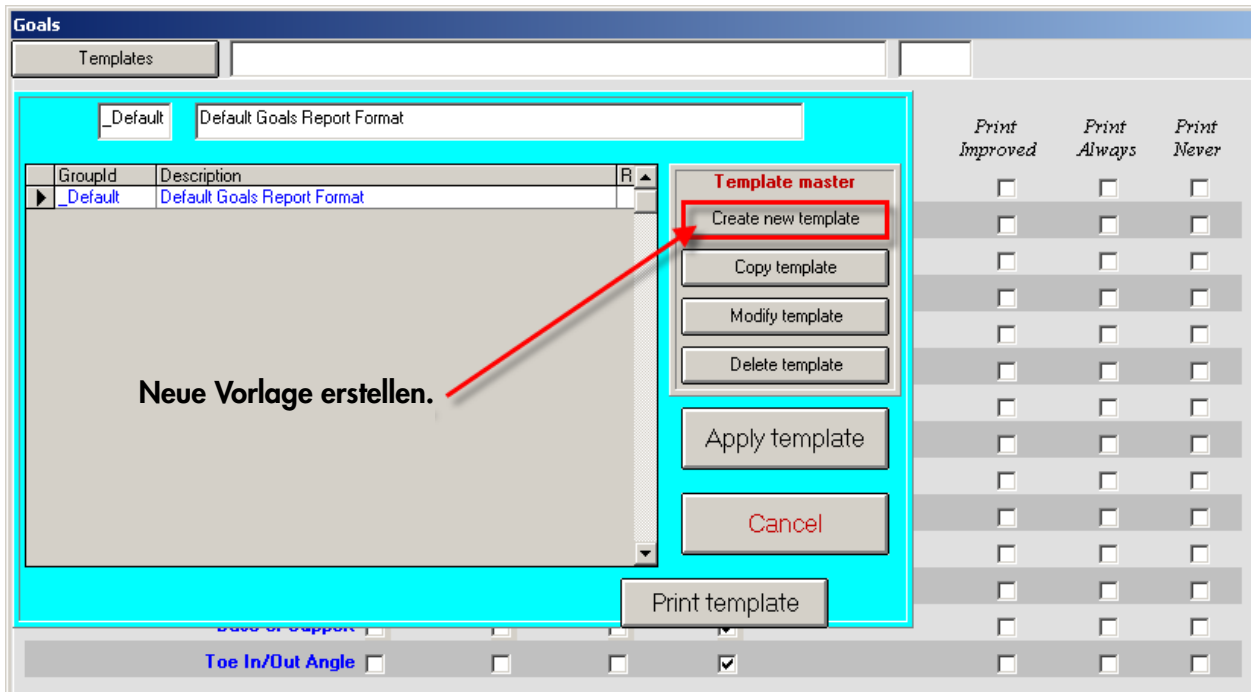 Goals
Templates
_Default Default Goals Report Format
Print Improved Print Always Print Never
GroupId Description R
_Default Default Goals Report Format
Template master
Create new template
Copy template
Modify template
Delete template
Neue Vorlage erstellen.
Apply template
Cancel
Print template
Toe In/Out Angle